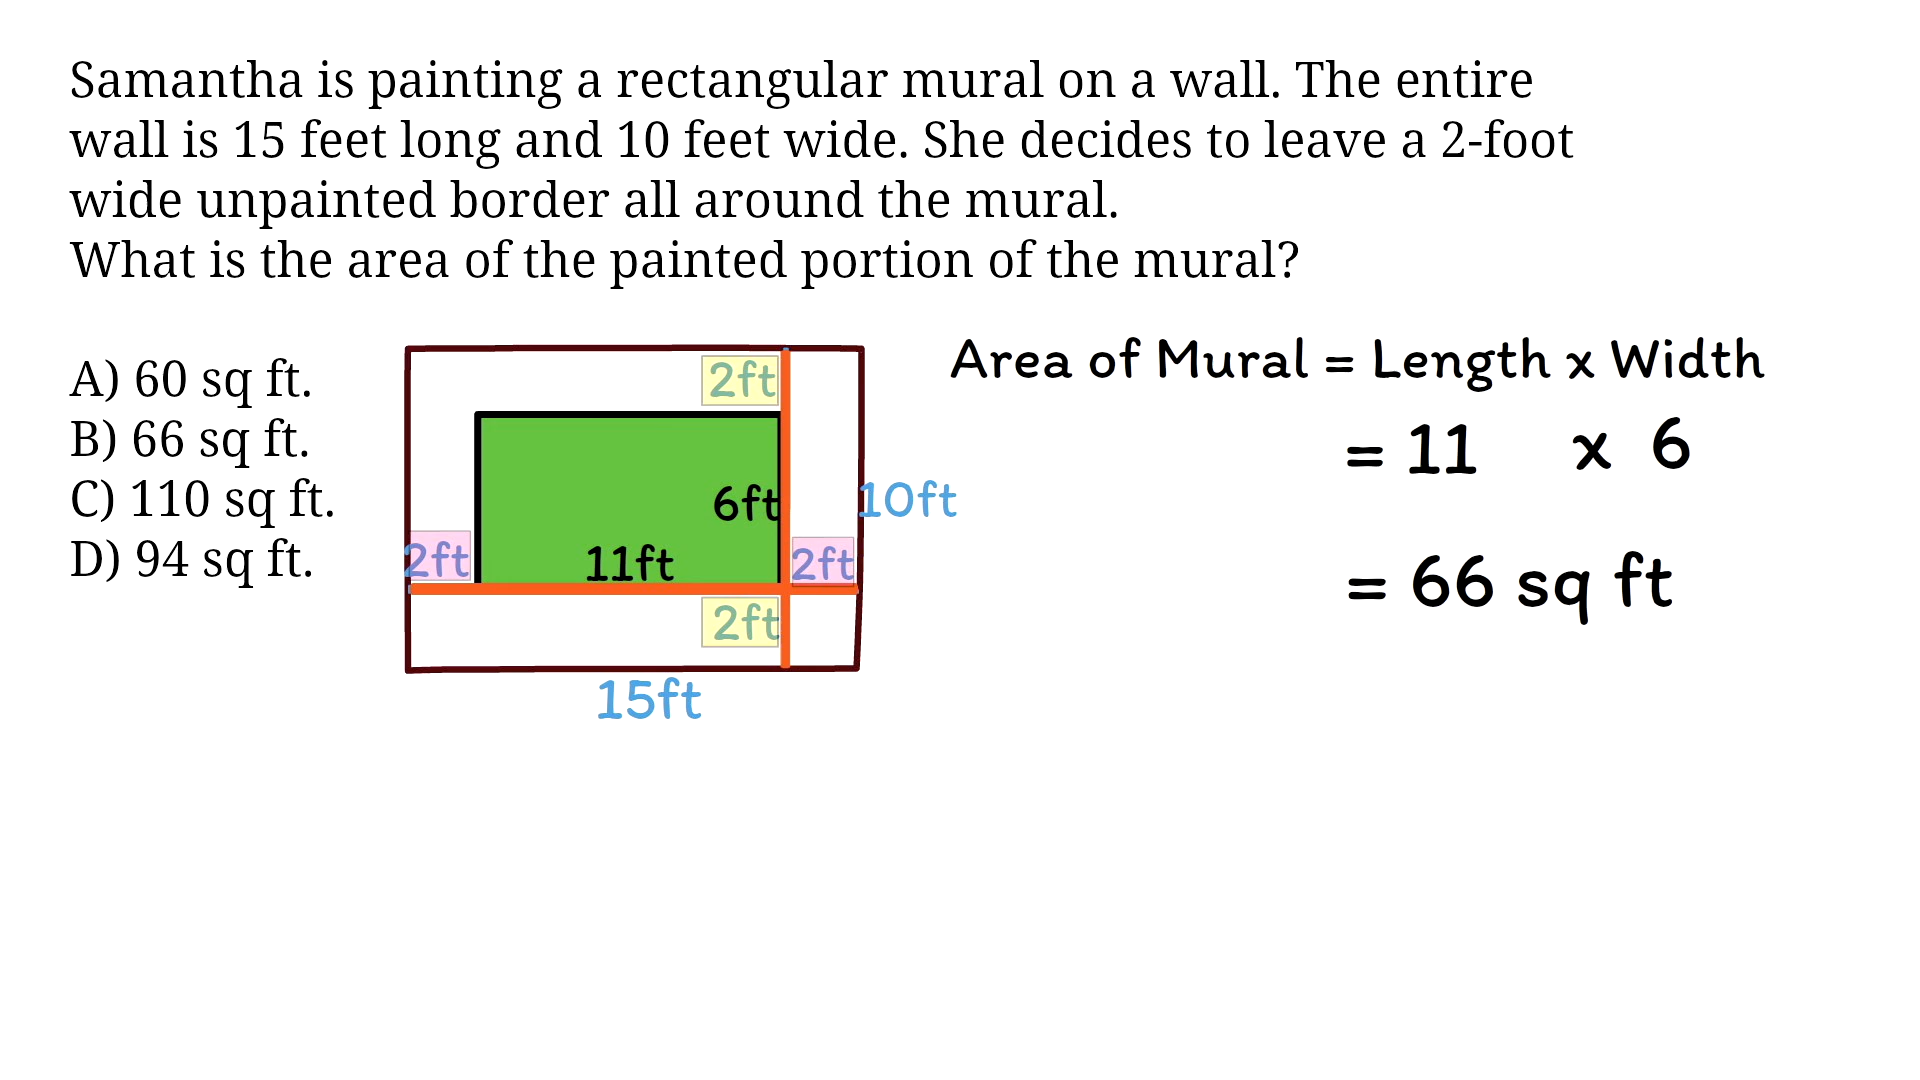 Samantha is painting a rectangular mural on a wall. The entire
wall is 15 feet long and 10 feet wide. She decides to leave a 2-foot
wide unpainted border all around the mural.
What is the area of the painted portion of the mural?
A) 60 sq ft.
B) 66 sq ft.
C) 110 sq ft.
D) 94 sq ft.
2ft
6ft
10ft
2ft
11ft
2ft
2ft
15ft
Area of Mural = Length x Width
= 11 x 6
= 66 sq ft